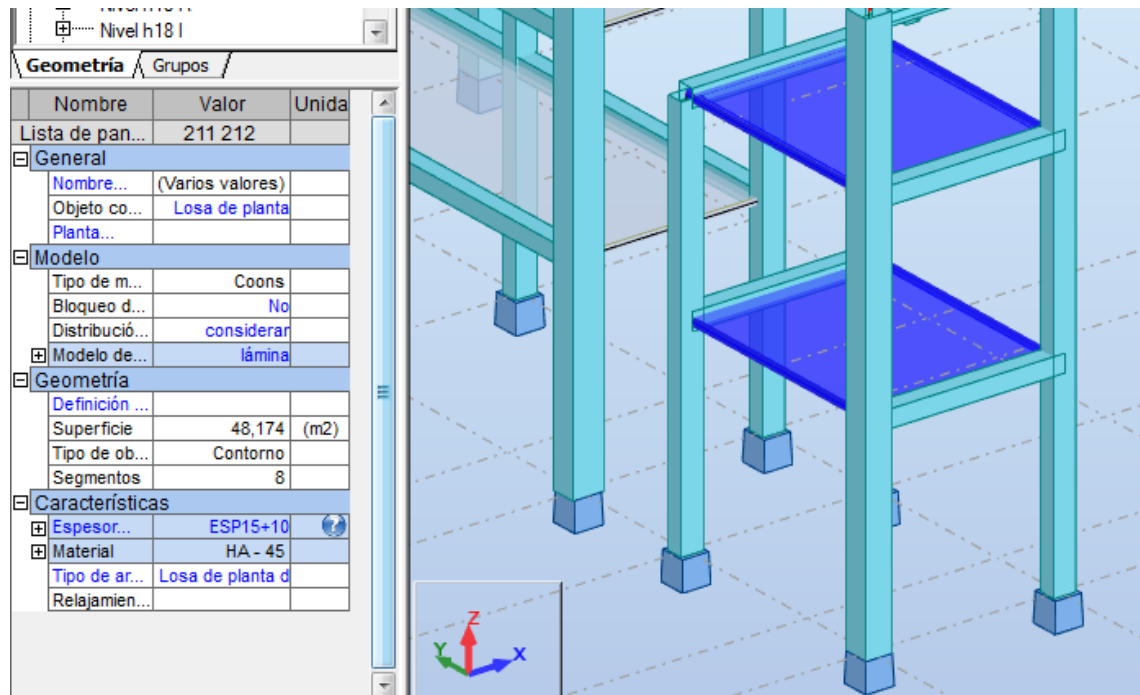 Nivel h18 I
Geometría Grupos
Nombre Valor Unida
Lista de pan... 211 212
General
Nombre... (Varios valores)
Objeto co... Losa de planta
Planta...
Modelo
Tipo de m... Coons
Bloqueo d... No
Distribució... considerar
Modelo de... lámina
Geometría
Definición ...
Superficie 48,174 (m2)
Tipo de ob... Contorno
Segmentos 8
Características
Espesor... ESP15+10 ?
Material HA - 45
Tipo de ar... Losa de planta d
Relajamien...
Z
Y X